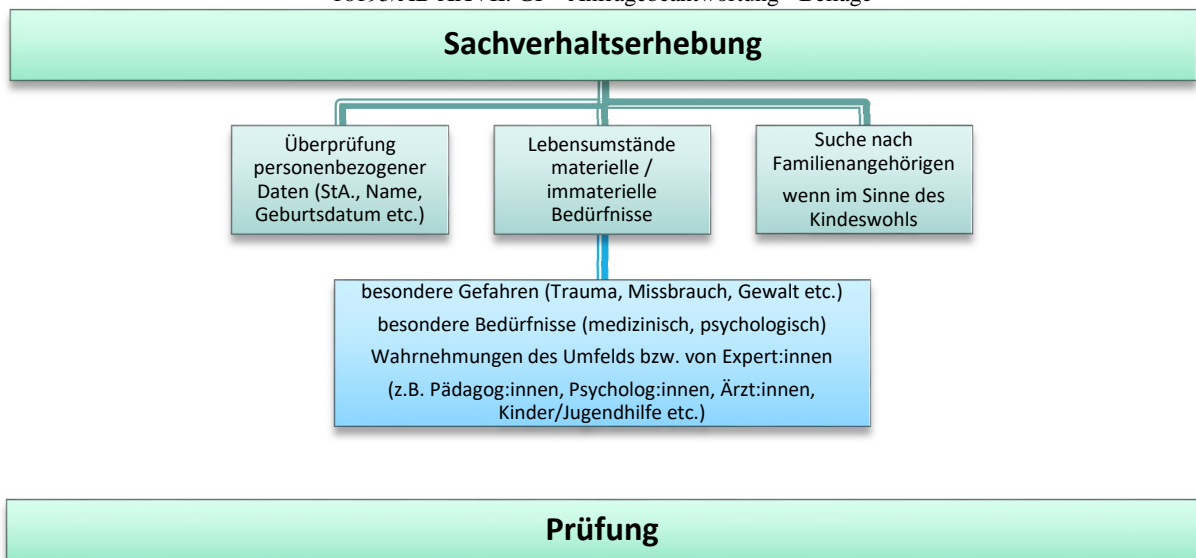 Sachverhaltserhebung
Überprüfung
personenbezogener
Daten (StA., Name,
Geburtsdatum etc.)
Lebensumstände
materielle /
immaterielle
Bedürfnisse
Suche nach
Familienangehörigen
wenn im Sinne des
Kindeswohls
besondere Gefahren (Trauma, Missbrauch, Gewalt etc.)
besondere Bedürfnisse (medizinisch, psychologisch)
Wahrnehmungen des Umfelds bzw. von Expert:innen
(z.B. Pädagog:innen, Psycholog:innen, Ärzt:innen,
Kinder/Jugendhilfe etc.)
Prüfung